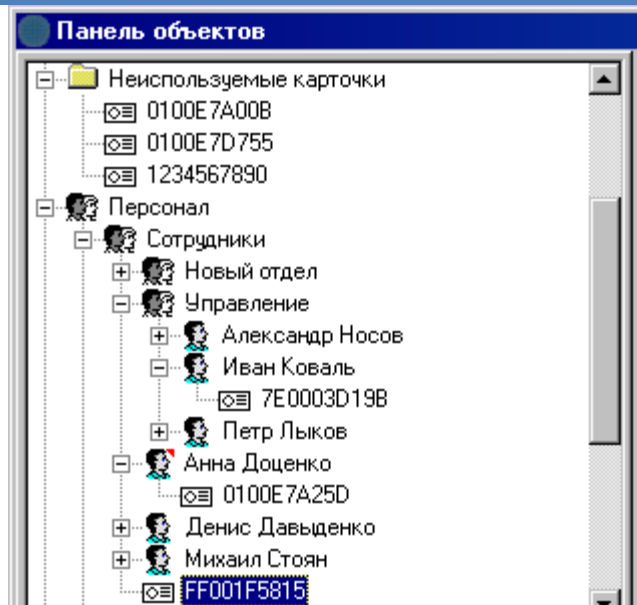 Панель объектов
Неиспользуемые карточки
0100E7A00B
0100E7D755
1234567890
Персонал
Сотрудники
Новый отдел
Управление
Александр Носов
Иван Коваль
7E0003D19B
Петр Лыков
Анна Доценко
0100E7A25D
Денис Давыденко
Михаил Стоян
FF001F5815